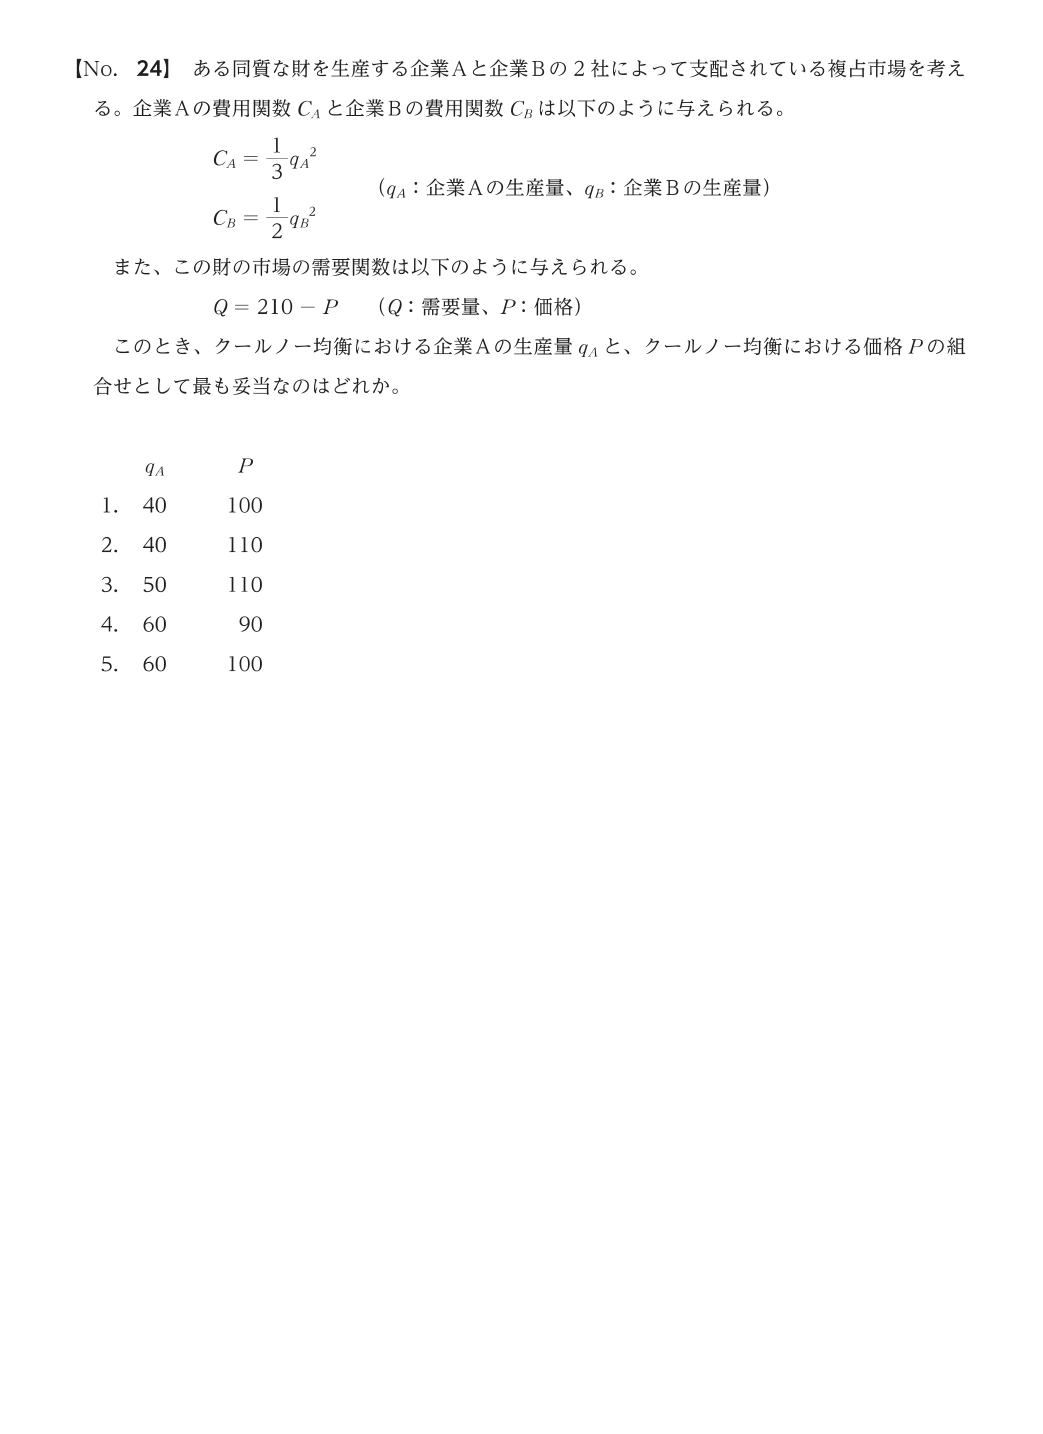 【No. 24】 ある同質な財を生産する企業Aと企業Bの2社によって支配されている複占市場を考え
る。企業Aの費用関数 C_A と企業Bの費用関数 C_B は以下のように与えられる。
C_A = 1/3 q_A²
(q_A：企業Aの生産量、q_B：企業Bの生産量)
C_B = 1/2 q_B²
また、この財の市場の需要関数は以下のように与えられる。
Q = 210 − P (Q：需要量、P：価格)
このとき、クールノー均衡における企業Aの生産量 q_A と、クールノー均衡における価格 P の組
合せとして最も妥当なのはどれか。
q_A P
1. 40 100
2. 40 110
3. 50 110
4. 60 90
5. 60 100